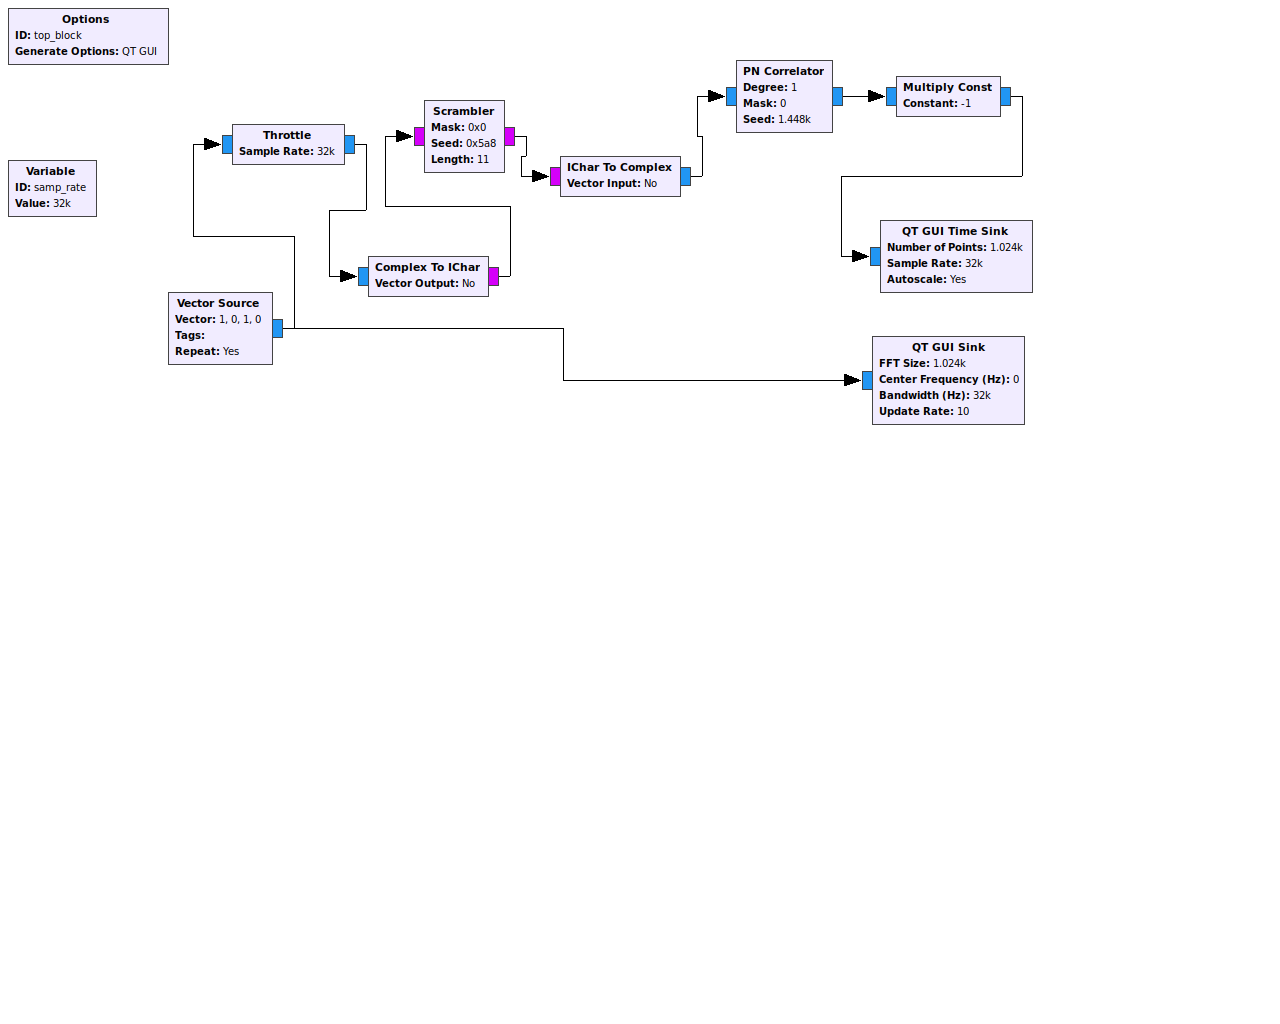 Options
ID: top_block
Generate Options: QT GUI
Variable
ID: samp_rate
Value: 32k
Throttle
Sample Rate: 32k
Vector Source
Vector: 1, 0, 1, 0
Tags:
Repeat: Yes
Complex To IChar
Vector Output: No
Scrambler
Mask: 0x0
Seed: 0x5a8
Length: 11
IChar To Complex
Vector Input: No
PN Correlator
Degree: 1
Mask: 0
Seed: 1.448k
Multiply Const
Constant: -1
QT GUI Time Sink
Number of Points: 1.024k
Sample Rate: 32k
Autoscale: Yes
QT GUI Sink
FFT Size: 1.024k
Center Frequency (Hz): 0
Bandwidth (Hz): 32k
Update Rate: 10